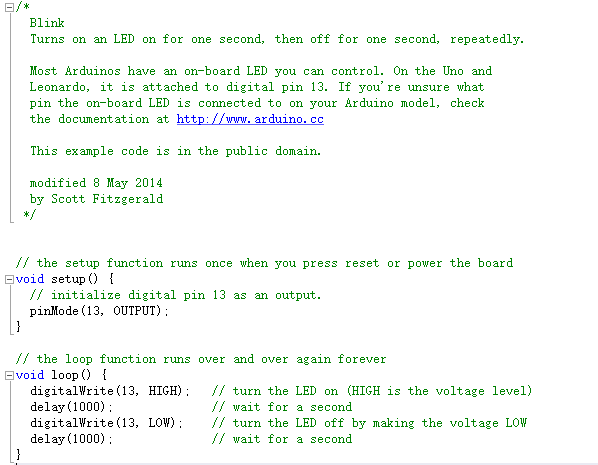 /*
  Blink
  Turns on an LED on for one second, then off for one second, repeatedly.

  Most Arduinos have an on-board LED you can control. On the Uno and
  Leonardo, it is attached to digital pin 13. If you're unsure what
  pin the on-board LED is connected to on your Arduino model, check
  the documentation at http://www.arduino.cc

  This example code is in the public domain.

  modified 8 May 2014
  by Scott Fitzgerald
 */


// the setup function runs once when you press reset or power the board
void setup() {
  // initialize digital pin 13 as an output.
  pinMode(13, OUTPUT);
}

// the loop function runs over and over again forever
void loop() {
  digitalWrite(13, HIGH);   // turn the LED on (HIGH is the voltage level)
  delay(1000);              // wait for a second
  digitalWrite(13, LOW);    // turn the LED off by making the voltage LOW
  delay(1000);              // wait for a second
}